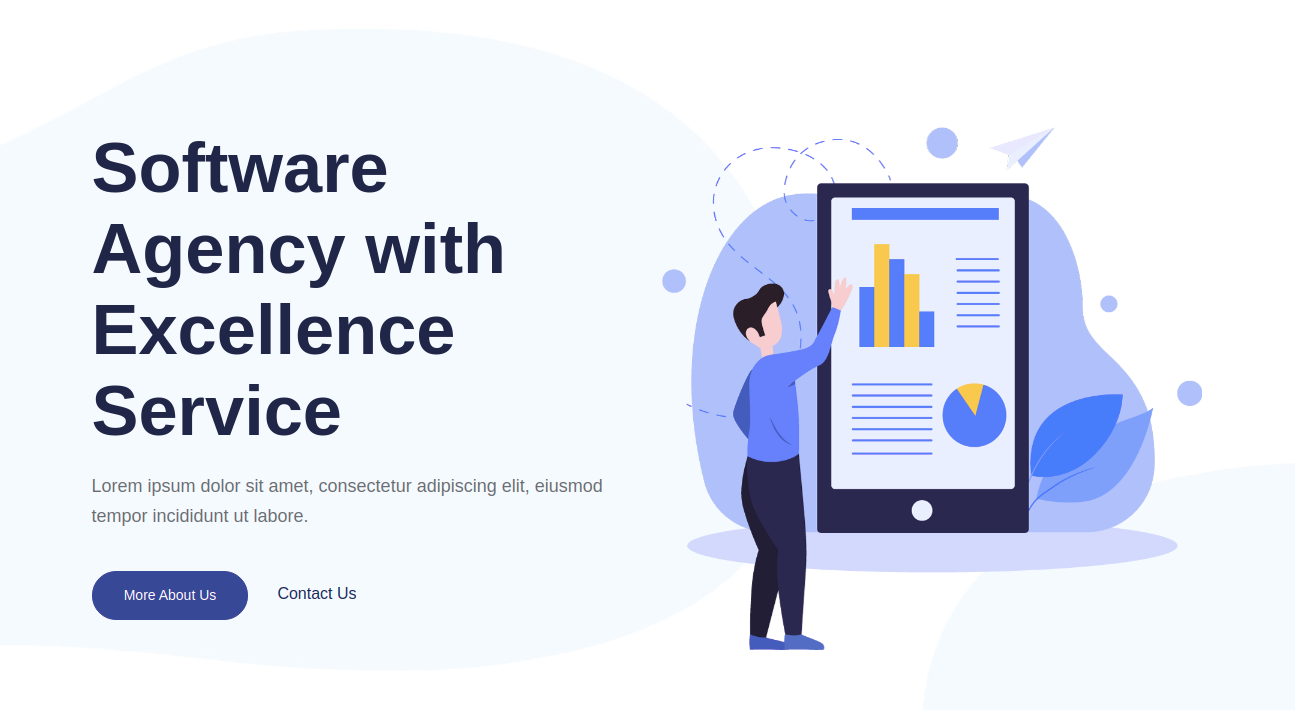 Software
Agency with
Excellence
Service
Lorem ipsum dolor sit amet, consectetur adipiscing elit, eiusmod
tempor incididunt ut labore.
More About Us
Contact Us